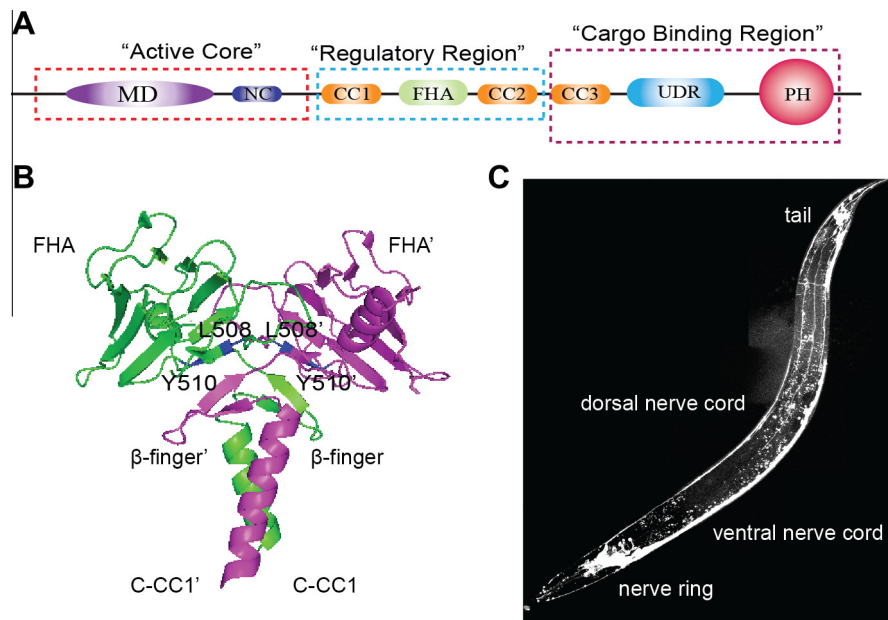 A
"Active Core" "Regulatory Region" "Cargo Binding Region"
MD NC CC1 FHA CC2 CC3 UDR PH
B
FHA FHA'
L508 L508'
Y510 Y510'
β-finger' β-finger
C-CC1' C-CC1
C
tail
dorsal nerve cord
ventral nerve cord
nerve ring